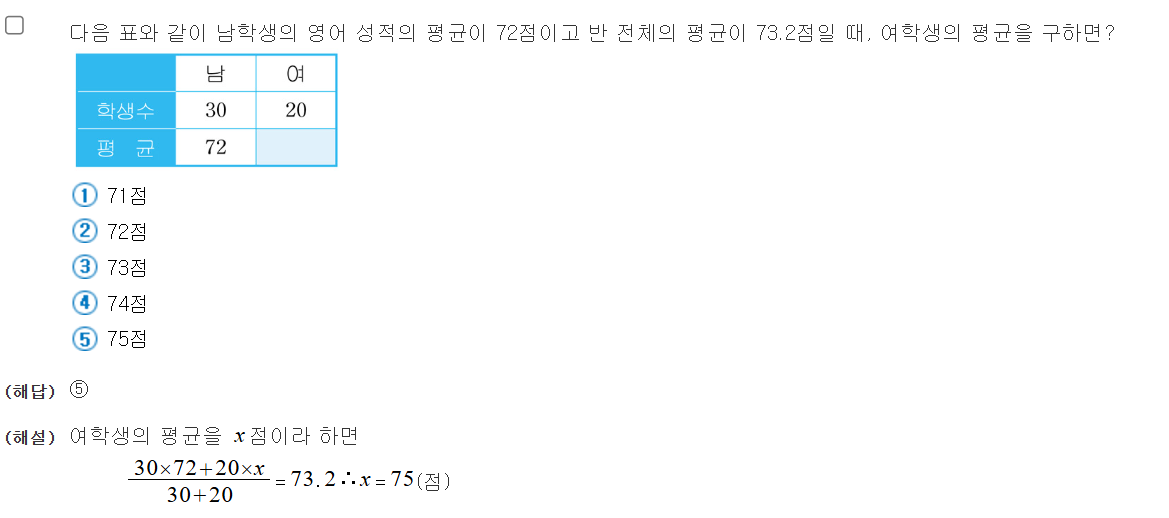 다음 표와 같이 남학생의 영어 성적의 평균이 72점이고 반 전체의 평균이 73.2점일 때, 여학생의 평균을 구하면?
남 여
학생수 30 20
평 균 72
① 71점
② 72점
③ 73점
④ 74점
⑤ 75점
(해답) ⑤
(해설) 여학생의 평균을 x점이라 하면
(30×72+20×x)/(30+20) = 73.2 ∴ x = 75(점)